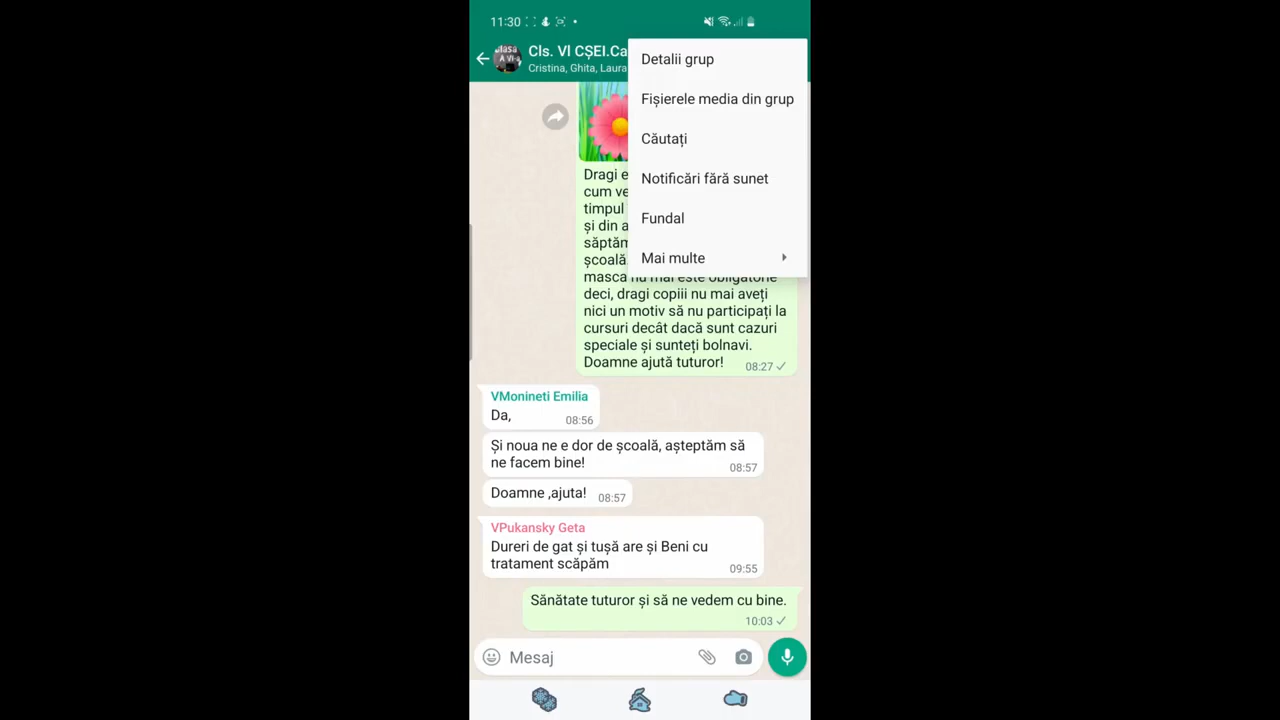 11:30
Cls. VI CȘEI.Ca
Cristina, Ghita, Laura
Detalii grup
Fișierele media din grup
Căutați
Notificări fără sunet
Fundal
Mai multe
Dragi e
cum ve
timpul
și din a
săptăm
școală
masca nu mai este obligatorie
deci, dragi copiii nu mai aveți
nici un motiv să nu participați la
cursuri decât dacă sunt cazuri
speciale și sunteți bolnavi.
Doamne ajută tuturor!
08:27
VMonineti Emilia
Da,
08:56
Și noua ne e dor de școală, așteptăm să
ne facem bine!
08:57
Doamne ,ajuta!
08:57
VPukansky Geta
Dureri de gat și tușă are și Beni cu
tratament scăpăm
09:55
Sănătate tuturor și să ne vedem cu bine.
10:03
Mesaj